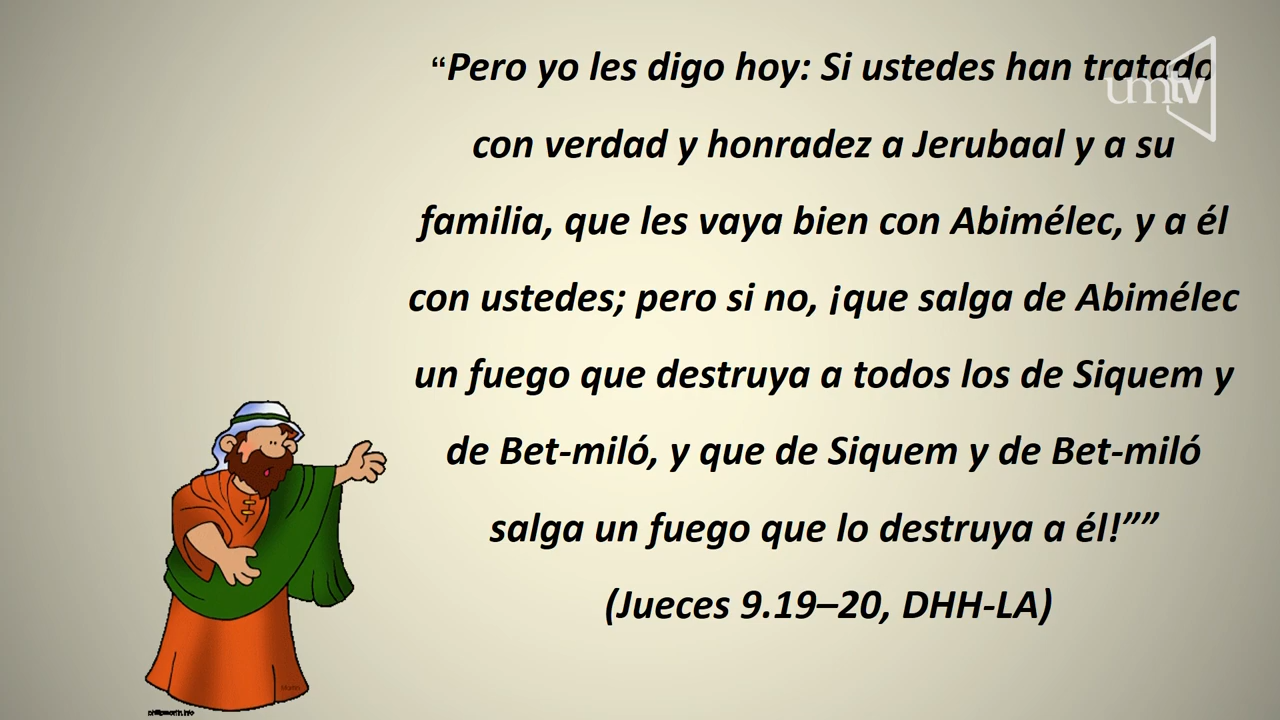 “Pero yo les digo hoy: Si ustedes han tratado
con verdad y honradez a Jerubaal y a su
familia, que les vaya bien con Abimélec, y a él
con ustedes; pero si no, ¡que salga de Abimélec
un fuego que destruya a todos los de Siquem y
de Bet-miló, y que de Siquem y de Bet-miló
salga un fuego que lo destruya a él!””
(Jueces 9.19–20, DHH-LA)
umtv
Martin